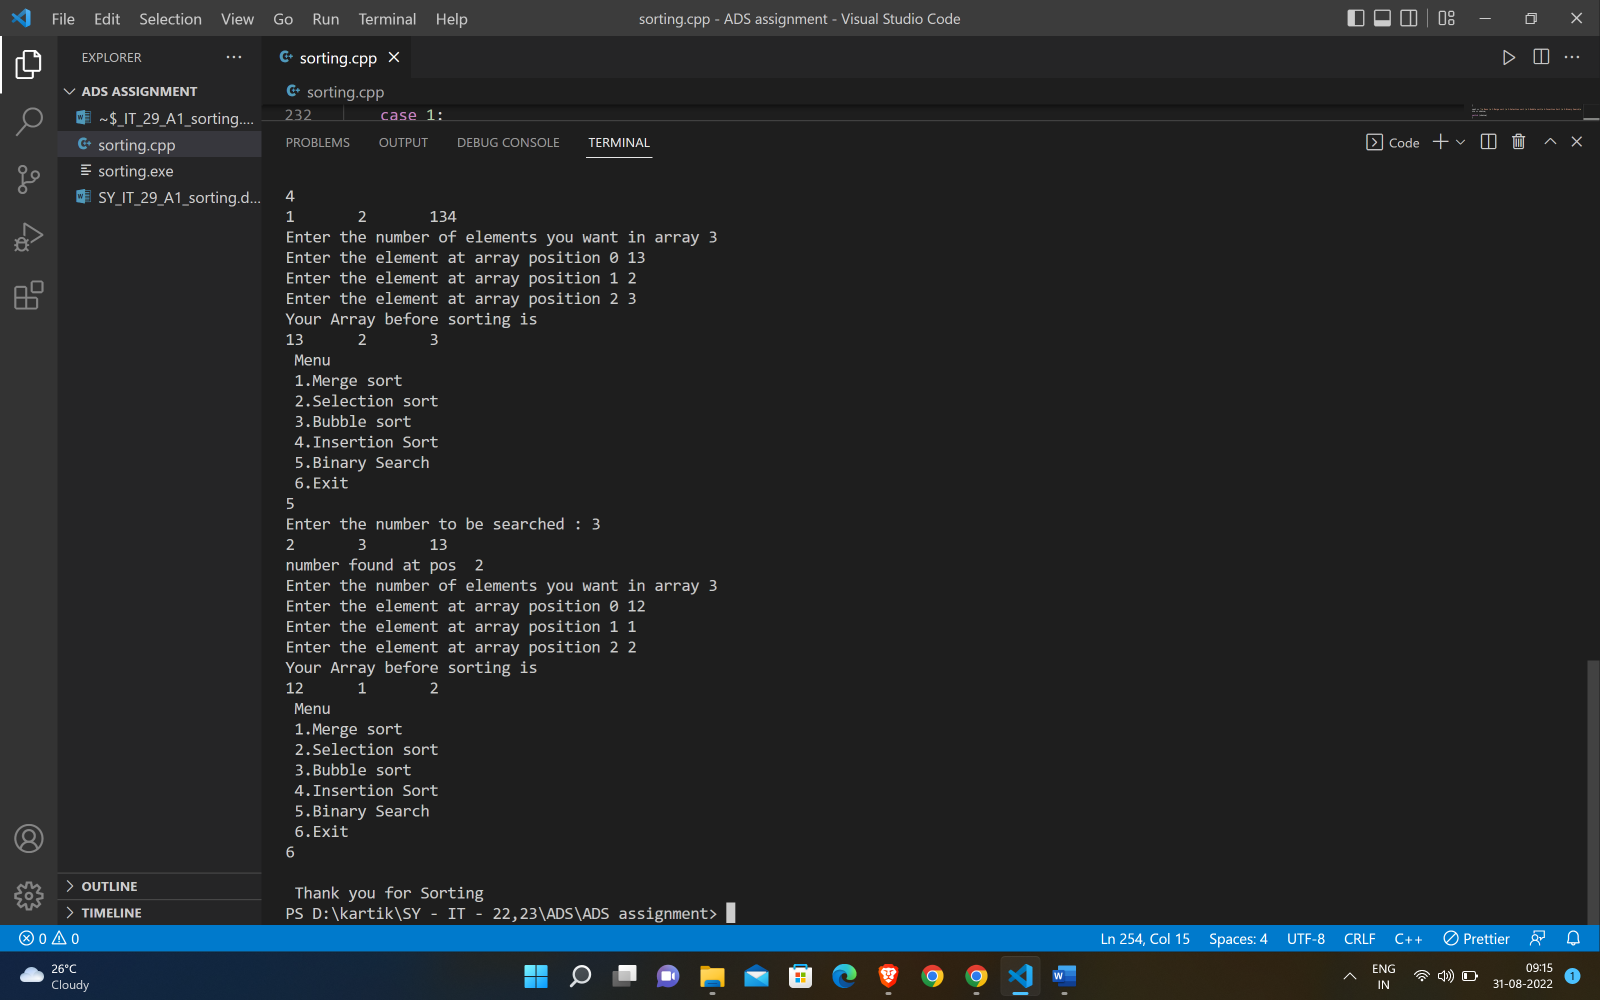 File Edit Selection View Go Run Terminal Help
sorting.cpp - ADS assignment - Visual Studio Code
EXPLORER
ADS ASSIGNMENT
~$_IT_29_A1_sorting....
sorting.cpp
sorting.exe
SY_IT_29_A1_sorting.d...
OUTLINE
TIMELINE
sorting.cpp
sorting.cpp
232 case 1:
PROBLEMS OUTPUT DEBUG CONSOLE TERMINAL
Code
4
1 2 134
Enter the number of elements you want in array 3
Enter the element at array position 0 13
Enter the element at array position 1 2
Enter the element at array position 2 3
Your Array before sorting is
13 2 3
Menu
1.Merge sort
2.Selection sort
3.Bubble sort
4.Insertion Sort
5.Binary Search
6.Exit
5
Enter the number to be searched : 3
2 3 13
number found at pos 2
Enter the number of elements you want in array 3
Enter the element at array position 0 12
Enter the element at array position 1 1
Enter the element at array position 2 2
Your Array before sorting is
12 1 2
Menu
1.Merge sort
2.Selection sort
3.Bubble sort
4.Insertion Sort
5.Binary Search
6.Exit
6
Thank you for Sorting
PS D:\kartik\SY - IT - 22,23\ADS\ADS assignment>
0 0
Ln 254, Col 15 Spaces: 4 UTF-8 CRLF C++ Prettier
26°C
Cloudy
W
ENG
IN
09:15
31-08-2022
1